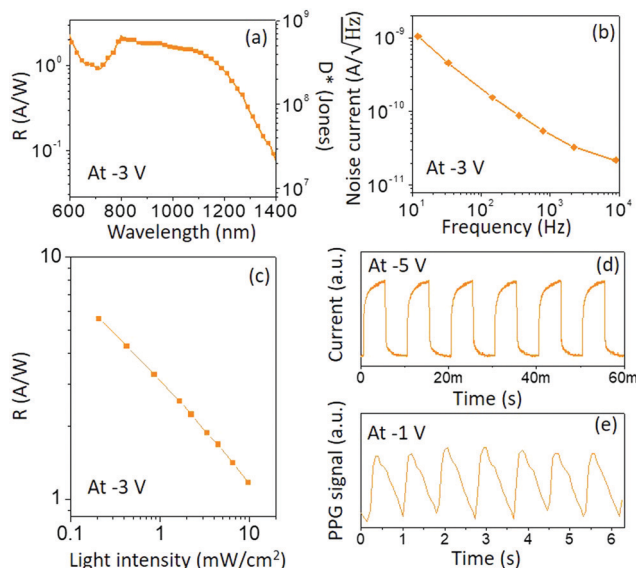 (a)
R (A/W)
10⁰
10⁻¹
10⁹
10⁸
10⁷
D* (Jones)
At -3 V
600 800 1000 1200 1400
Wavelength (nm)
(b)
Noise current (A/√Hz)
10⁻⁹
10⁻¹⁰
10⁻¹¹
At -3 V
10¹ 10² 10³ 10⁴
Frequency (Hz)
(c)
R (A/W)
10
1
At -3 V
0.1 1 10
Light intensity (mW/cm²)
At -5 V (d)
Current (a.u.)
0 20m 40m 60m
Time (s)
At -1 V (e)
PPG signal (a.u.)
0 1 2 3 4 5 6
Time (s)